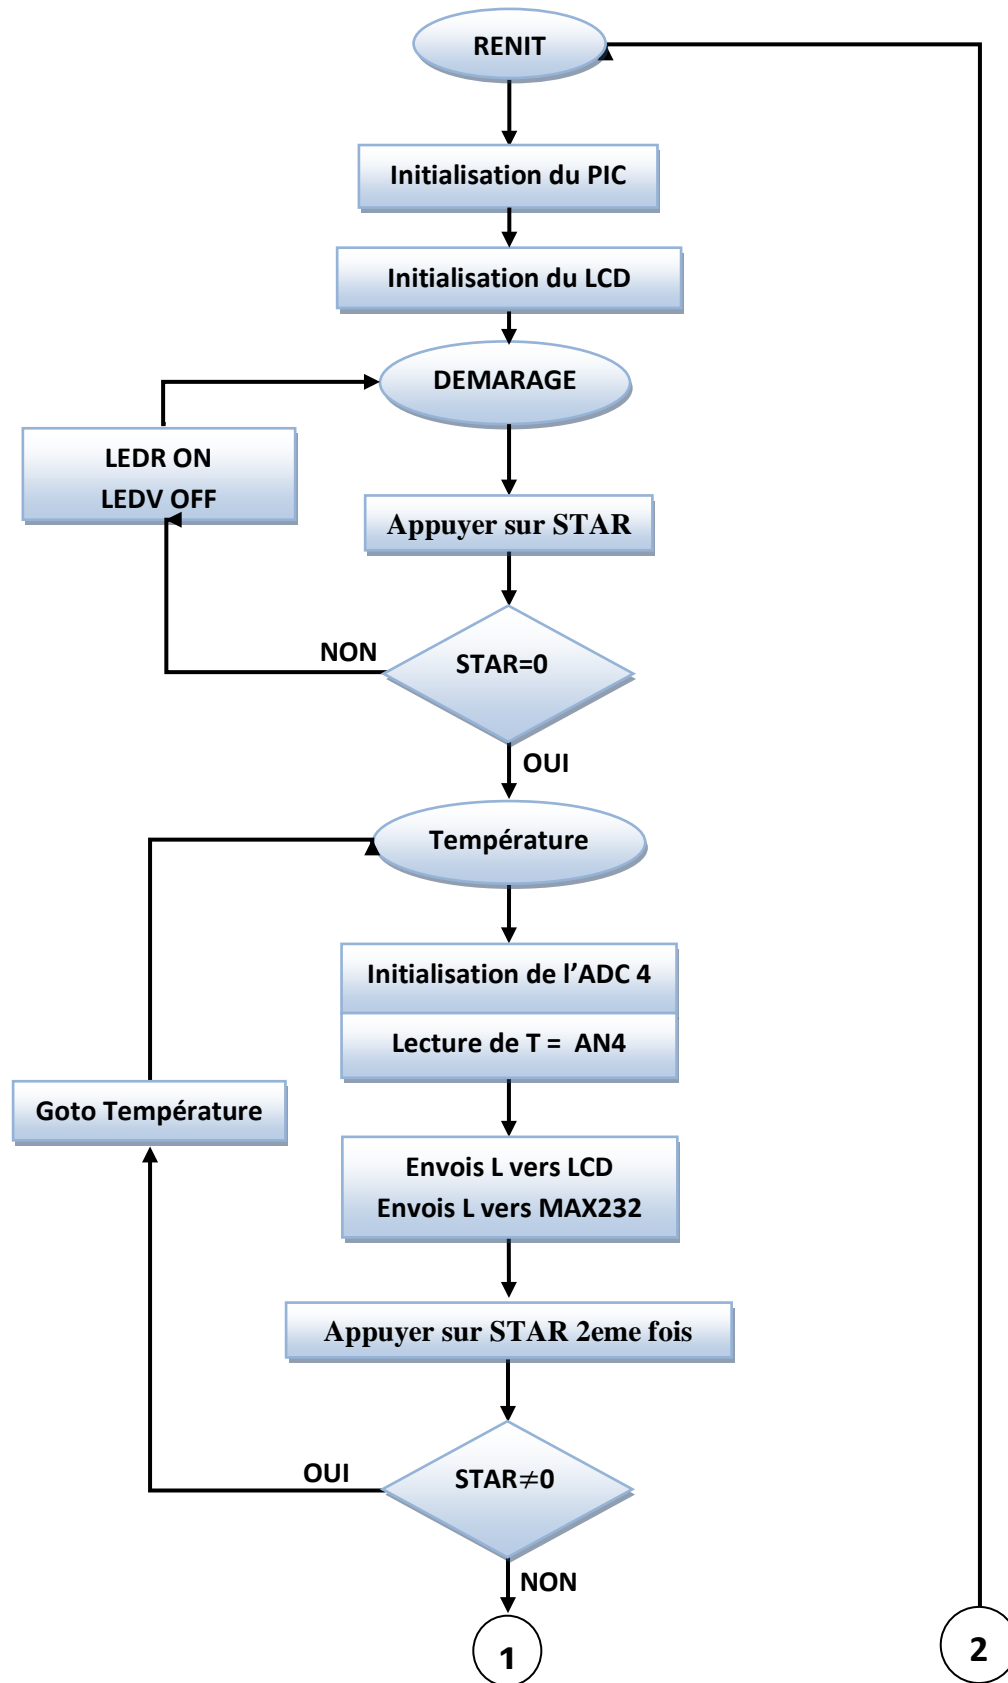 RENIT
Initialisation du PIC
Initialisation du LCD
DEMARAGE
LEDR ON
LEDV OFF
Appuyer sur STAR
NON
STAR=0
OUI
Température
Initialisation de l’ADC 4
Lecture de T = AN4
Goto Température
Envois L vers LCD
Envois L vers MAX232
Appuyer sur STAR 2eme fois
OUI
STAR≠0
NON
1
2